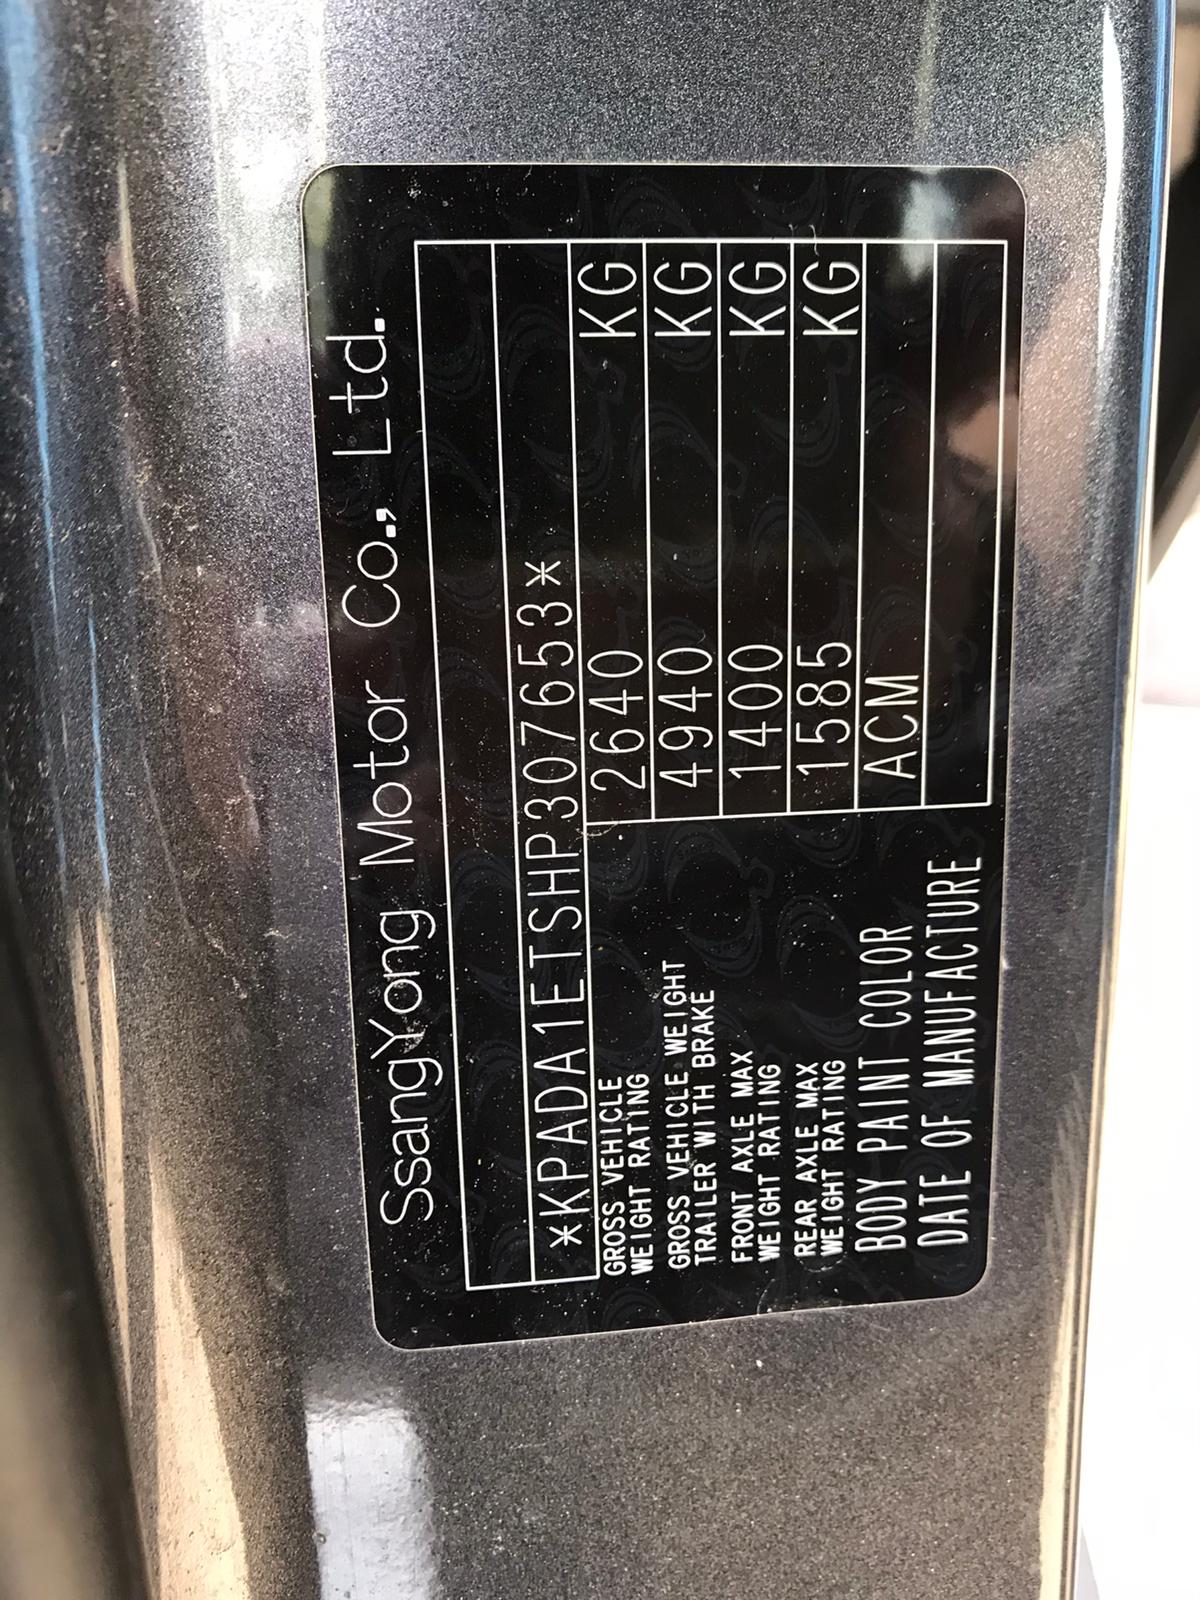 SsangYong Motor Co., Ltd.
*KPADA1ETSHP307653*
GROSS VEHICLE
WEIGHT RATING 2640 KG
GROSS VEHICLE WEIGHT
TRAILER WITH BRAKE 4940 KG
FRONT AXLE MAX
WEIGHT RATING 1400 KG
REAR AXLE MAX
WEIGHT RATING 1585 KG
BODY PAINT COLOR ACM
DATE OF MANUFACTURE